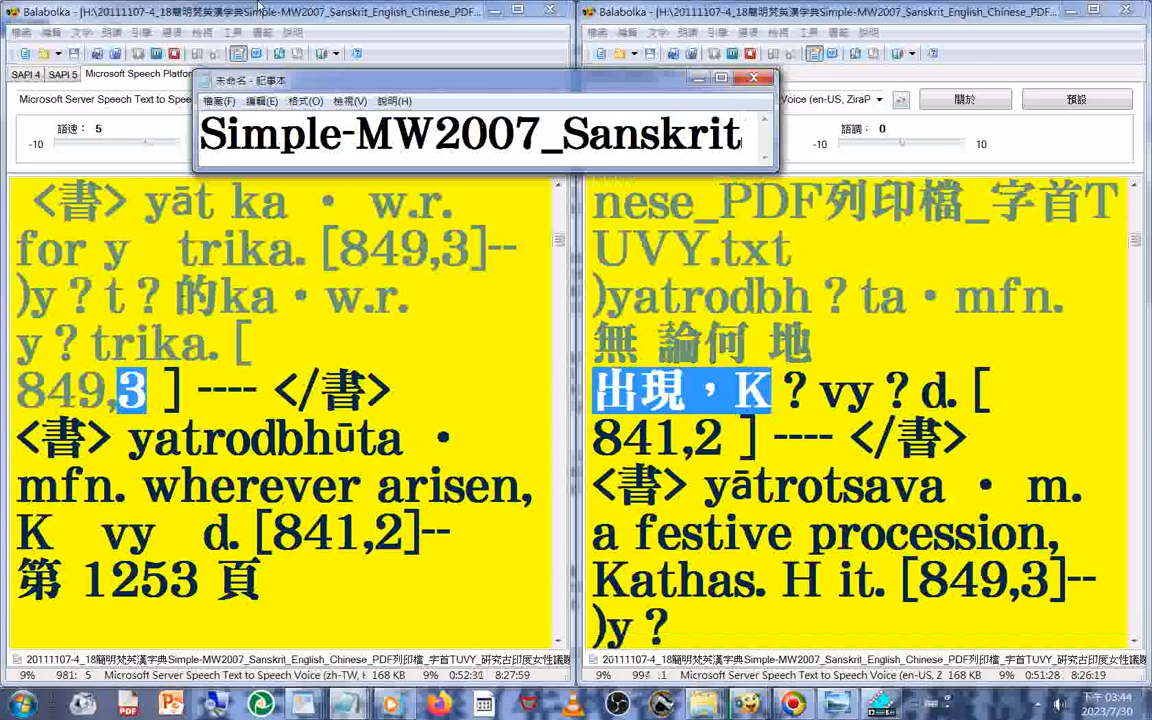 Balabolka - [H:\20111107-4_18簡明梵英漢字典Simple-MW2007_Sanskrit_English_Chinese_PDF...
Balabolka - [H:\20111107-4_18簡明梵英漢字典Simple-MW2007_Sanskrit_English_Chinese_PDF...
SAPI 4 SAPI 5 Microsoft Speech Platfo
未命名 - 記事本
檔案(F) 編輯(E) 格式(O) 檢視(V) 說明(H)
Simple-MW2007_Sanskrit
Microsoft Server Speech Text to Spee
Voice (en-US, ZiraP
關於
預設
語速: 5
-10
語調: 0
-10 10
<書> yāt ka • w.r.
for y trika. [849,3]--
)y?t?的ka•w.r.
y?trika. [
849,3 ] ---- </書>
<書> yatrodbhūta •
mfn. wherever arisen,
K vy d. [841,2]--
第 1253 頁
nese_PDF列印檔_字首T
UVY.txt
)yatrodbh?ta•mfn.
無 論何 地
出現，K?vy?d. [
841,2 ] ---- </書>
<書> yātrotsava • m.
a festive procession,
Kathas. H it. [849,3]--
)y?
20111107-4_18簡明梵英漢字典Simple-MW2007_Sanskrit_English_Chinese_PDF列印檔_字首TUVY_研究古印度女性議題
20111107-4_18簡明梵英漢字典Simple-MW2007_Sanskrit_English_Chinese_PDF列印檔_字首TUVY_研究古印度女性議題
9% 981: 5 Microsoft Server Speech Text to Speech Voice (zh-TW, H 168 KB 0:52:3 8:27:59
9% Microsoft Server Speech Text to Speech Voice (en-US, Z 168 KB 0:51:28 8:26:19
下午 03:44
2023/7/30